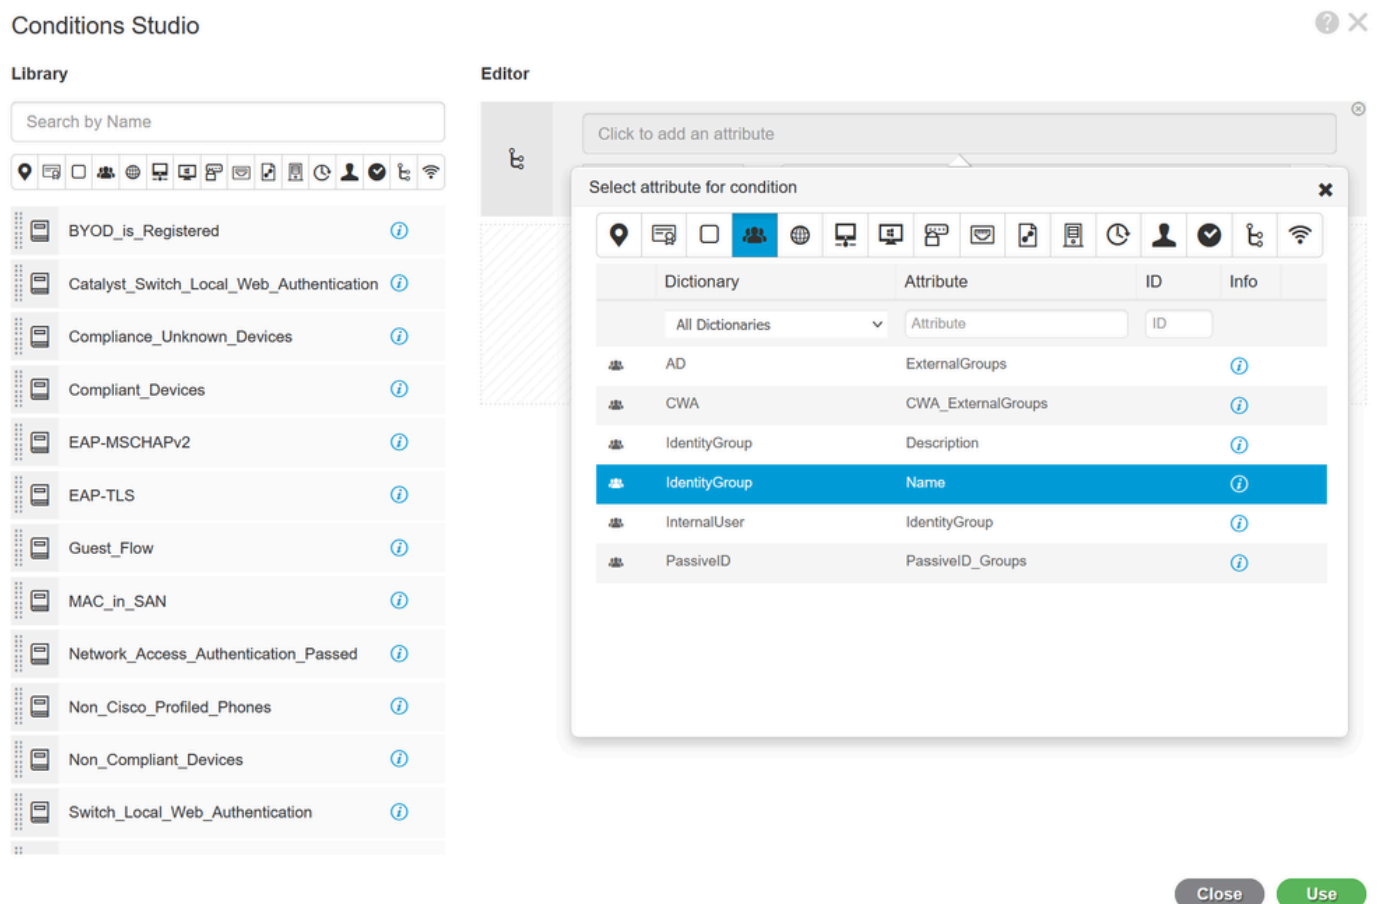 Conditions Studio
Library
Editor
Search by Name
Click to add an attribute
Select attribute for condition
BYOD_is_Registered
Catalyst_Switch_Local_Web_Authentication
Compliance_Unknown_Devices
Compliant_Devices
EAP-MSCHAPv2
EAP-TLS
Guest_Flow
MAC_in_SAN
Network_Access_Authentication_Passed
Non_Cisco_Profiled_Phones
Non_Compliant_Devices
Switch_Local_Web_Authentication
Dictionary Attribute ID Info
All Dictionaries Attribute ID
AD ExternalGroups
CWA CWA_ExternalGroups
IdentityGroup Description
IdentityGroup Name
InternalUser IdentityGroup
PassiveID PassiveID_Groups
Close Use